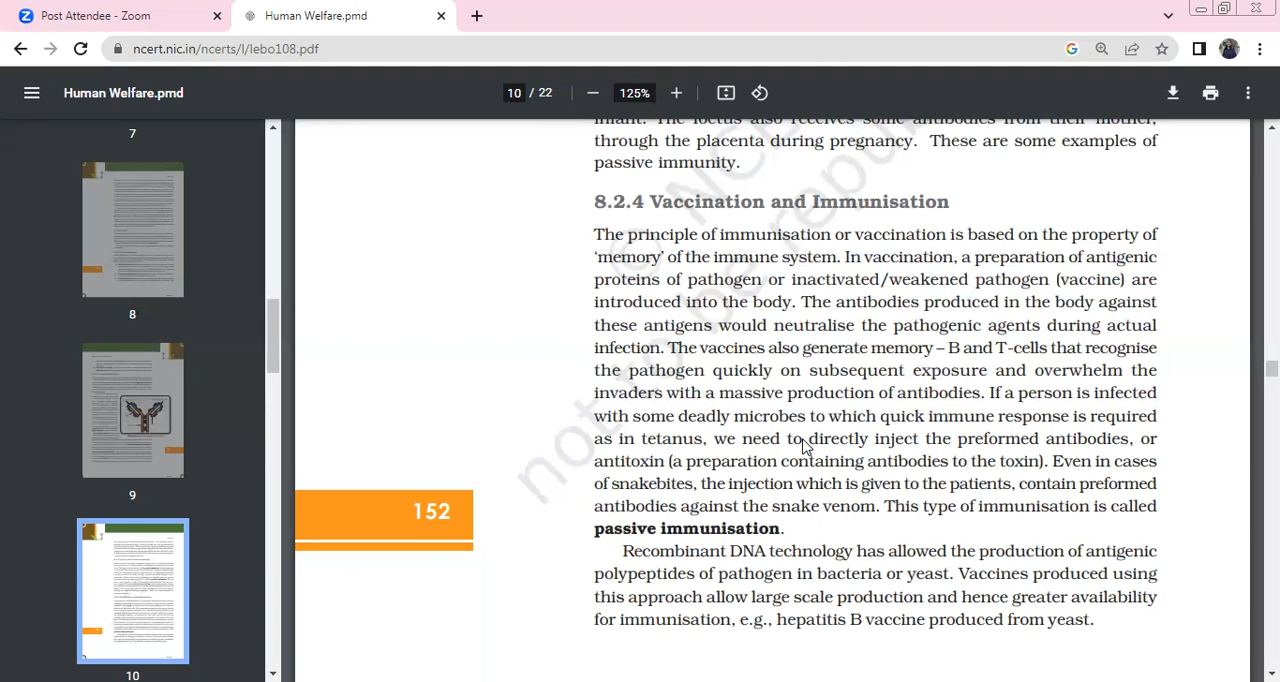 Post Attendee - Zoom
Human Welfare.pmd
ncert.nic.in/ncerts/l/lebo108.pdf
Human Welfare.pmd
10 / 22
125%
7
8
9
10
infant. The foetus also receives some antibodies from their mother,
through the placenta during pregnancy. These are some examples of
passive immunity.
8.2.4 Vaccination and Immunisation
The principle of immunisation or vaccination is based on the property of
‘memory’ of the immune system. In vaccination, a preparation of antigenic
proteins of pathogen or inactivated/weakened pathogen (vaccine) are
introduced into the body. The antibodies produced in the body against
these antigens would neutralise the pathogenic agents during actual
infection. The vaccines also generate memory – B and T-cells that recognise
the pathogen quickly on subsequent exposure and overwhelm the
invaders with a massive production of antibodies. If a person is infected
with some deadly microbes to which quick immune response is required
as in tetanus, we need to directly inject the preformed antibodies, or
antitoxin (a preparation containing antibodies to the toxin). Even in cases
of snakebites, the injection which is given to the patients, contain preformed
antibodies against the snake venom. This type of immunisation is called
passive immunisation.
Recombinant DNA technology has allowed the production of antigenic
polypeptides of pathogen in bacteria or yeast. Vaccines produced using
this approach allow large scale production and hence greater availability
for immunisation, e.g., hepatitis B vaccine produced from yeast.
152
© NCE
not to be repu